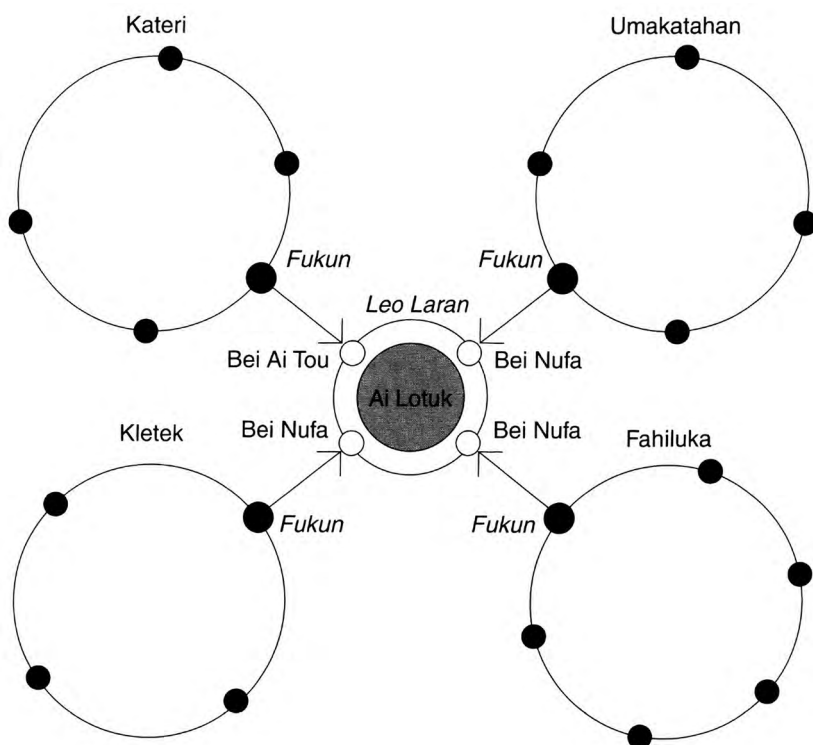 Kateri
Umakatahan
Fukun
Fukun
Leo Laran
Bei Ai Tou
Bei Nufa
Ai Lotuk
Kletek
Bei Nufa
Bei Nufa
Fahiluka
Fukun
Fukun